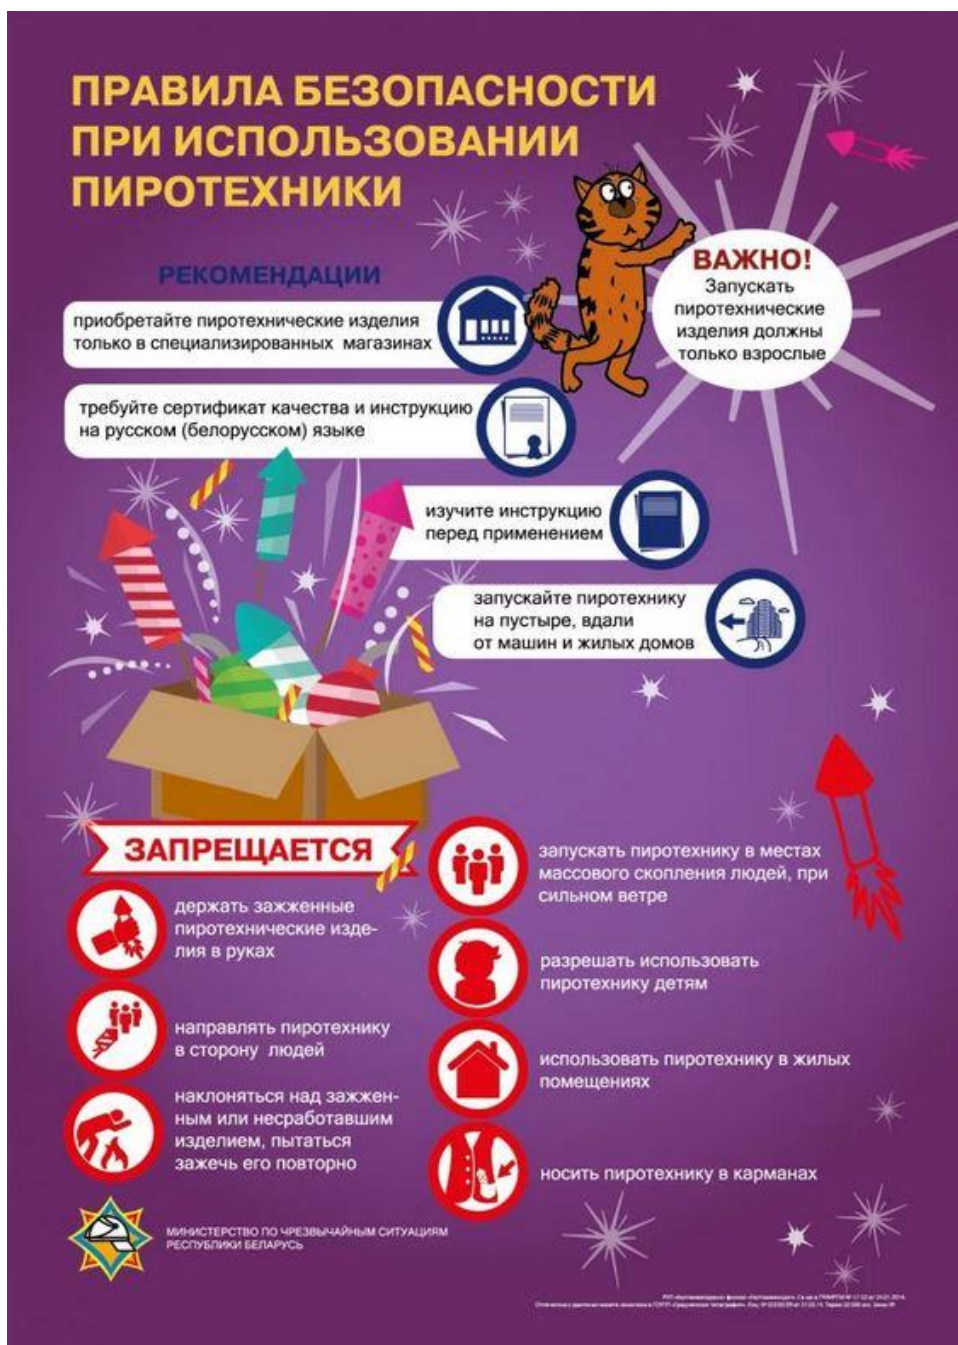 ПРАВИЛА БЕЗОПАСНОСТИ
ПРИ ИСПОЛЬЗОВАНИИ
ПИРОТЕХНИКИ
ВАЖНО!
Запускать
пиротехнические
изделия должны
только взрослые
РЕКОМЕНДАЦИИ
приобретайте пиротехнические изделия
только в специализированных магазинах
требуйте сертификат качества и инструкцию
на русском (белорусском) языке
изучите инструкцию
перед применением
запускайте пиротехнику
на пустыре, вдали
от машин и жилых домов
ЗАПРЕЩАЕТСЯ
держать зажженные
пиротехнические изде-
лия в руках
направлять пиротехнику
в сторону людей
наклоняться над зажжен-
ным или несработавшим
изделием, пытаться
зажечь его повторно
запускать пиротехнику в местах
массового скопления людей, при
сильном ветре
разрешать использовать
пиротехнику детям
использовать пиротехнику в жилых
помещениях
носить пиротехнику в карманах
МИНИСТЕРСТВО ПО ЧРЕЗВЫЧАЙНЫМ СИТУАЦИЯМ
РЕСПУБЛИКИ БЕЛАРУСЬ